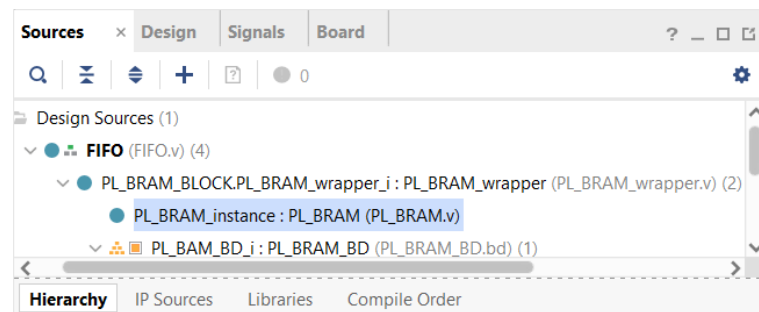 Sources × Design Signals Board ? _
? 0
Design Sources (1)
FIFO (FIFO.v) (4)
PL_BRAM_BLOCK.PL_BRAM_wrapper_i : PL_BRAM_wrapper (PL_BRAM_wrapper.v) (2)
PL_BRAM_instance : PL_BRAM (PL_BRAM.v)
PL_BAM_BD_i : PL_BRAM_BD (PL_BRAM_BD.bd) (1)
Hierarchy IP Sources Libraries Compile Order